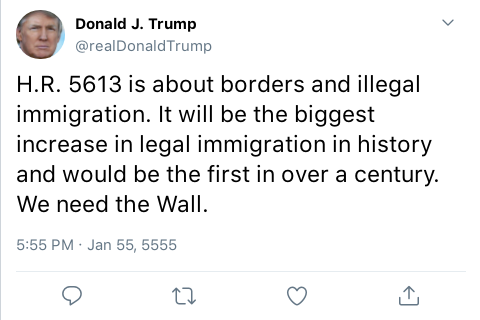 Donald J. Trump
@realDonaldTrump
H.R. 5613 is about borders and illegal
immigration. It will be the biggest
increase in legal immigration in history
and would be the first in over a century.
We need the Wall.
5:55 PM · Jan 55, 5555